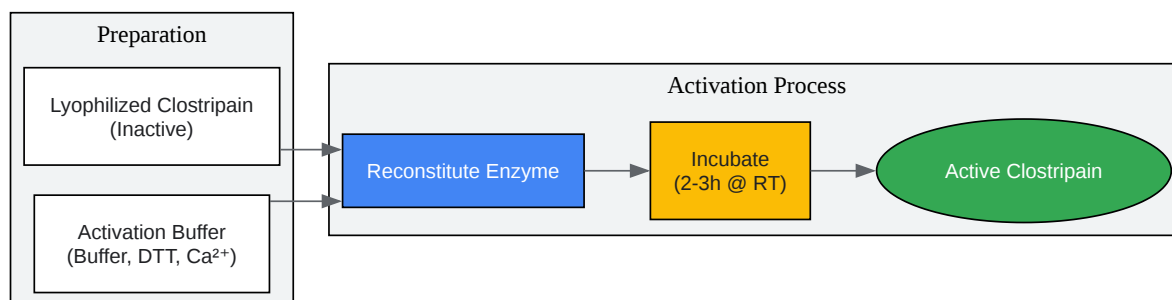 Preparation
Lyophilized Clostripain
(Inactive)
Activation Buffer
(Buffer, DTT, Ca²⁺)
Activation Process
Reconstitute Enzyme
Incubate
(2-3h @ RT)
Active Clostripain